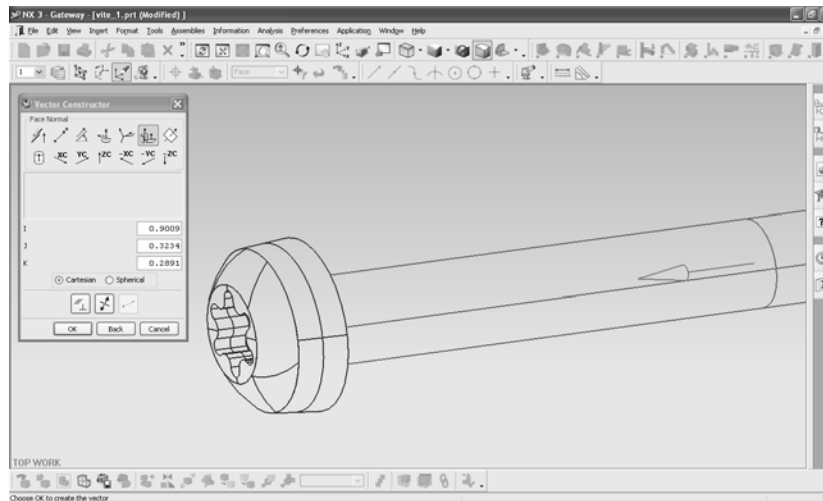 NX 3 - Gateway - [vite_1.prt (Modified) ]
File Edit View Insert Format Tools Assemblies Information Analysis Preferences Application Window Help
1 Face
Vector Constructor
Face Normal
XC YC ZC -XC -YC -ZC
I 0.9009
J 0.3234
K 0.2891
Cartesian Spherical
OK Back Cancel
TOP WORK
Choose OK to create the vector